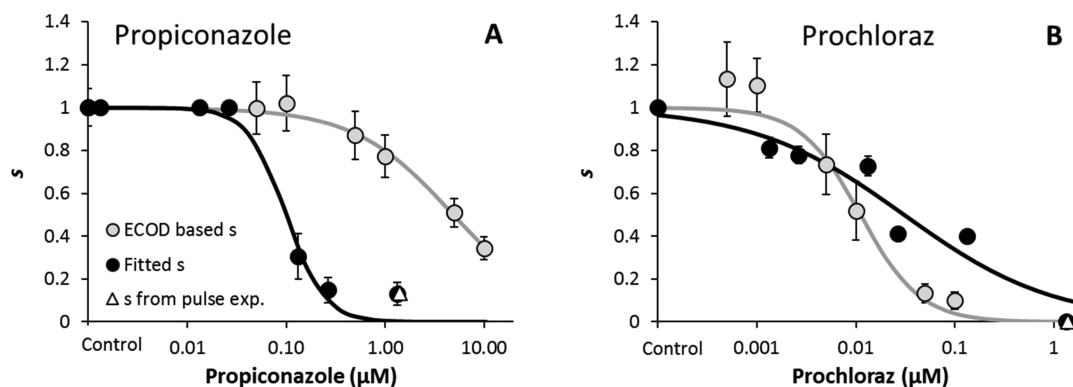 Propiconazole A
1.4
1.2
1
0.8
0.6
0.4
0.2
0
s
ECOD based s
Fitted s
s from pulse exp.
Control 0.01 0.10 1.00 10.00
Propiconazole (µM)
Prochloraz B
1.4
1.2
1
0.8
0.6
0.4
0.2
0
s
Control 0.001 0.01 0.1 1
Prochloraz (µM)